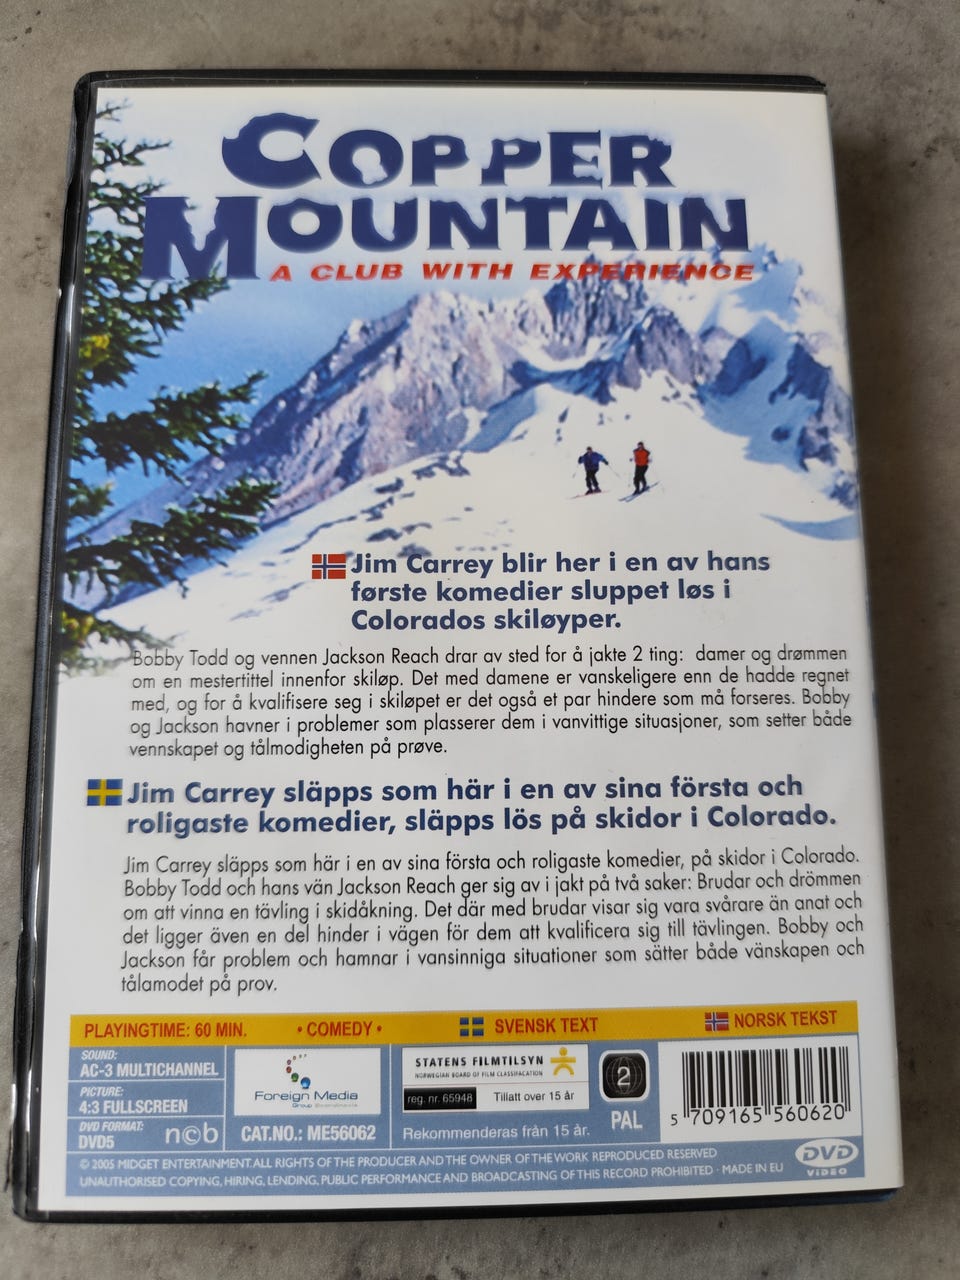 COPPER
MOUNTAIN
A CLUB WITH EXPERIENCE
Jim Carrey blir her i en av hans
første komedier sluppet løs i
Colorados skiløyper.
Bobby Todd og vennen Jackson Reach drar av sted for å jakte 2 ting: damer og drømmen
om en mestertittel innenfor skiløp. Det med damene er vanskeligere enn de hadde regnet
med, og for å kvalifisere seg i skiløpet er det også et par hindere som må forseres. Bobby
og Jackson havner i problemer som plasserer dem i vanvittige situasjoner, som setter både
vennskapet og tålmodigheten på prøve.
Jim Carrey släpps som här i en av sina första och
roligaste komedier, släpps lös på skidor i Colorado.
Jim Carrey släpps som här i en av sina första och roligaste komedier, på skidor i Colorado.
Bobby Todd och hans vän Jackson Reach ger sig av i jakt på två saker: Brudar och drömmen
om att vinna en tävling i skidåkning. Det där med brudar visar sig vara svårare än anat och
det ligger även en del hinder i vägen för dem att kvalificera sig till tävlingen. Bobby och
Jackson får problem och hamnar i vansinniga situationer som sätter både vänskapen och
tålamodet på prov.
PLAYINGTIME: 60 MIN. • COMEDY • SVENSK TEXT NORSK TEKST
SOUND:
AC-3 MULTICHANNEL
PICTURE:
4:3 FULLSCREEN
DVD FORMAT:
DVD5
ncb
Foreign Media
Group
CAT.NO.: ME56062
STATENS FILMTILSYN
NORWEGIAN BOARD OF FILM CLASSIFICATION
reg. nr. 65948 Tillatt over 15 år
Rekommenderas från 15 år.
2
PAL
5 709165 560620
© 2005 MIDGET ENTERTAINMENT. ALL RIGHTS OF THE PRODUCER AND THE OWNER OF THE WORK REPRODUCED RESERVED
UNAUTHORISED COPYING, HIRING, LENDING, PUBLIC PERFORMANCE AND BROADCASTING OF THIS RECORD PROHIBITED · MADE IN EU
DVD
VIDEO